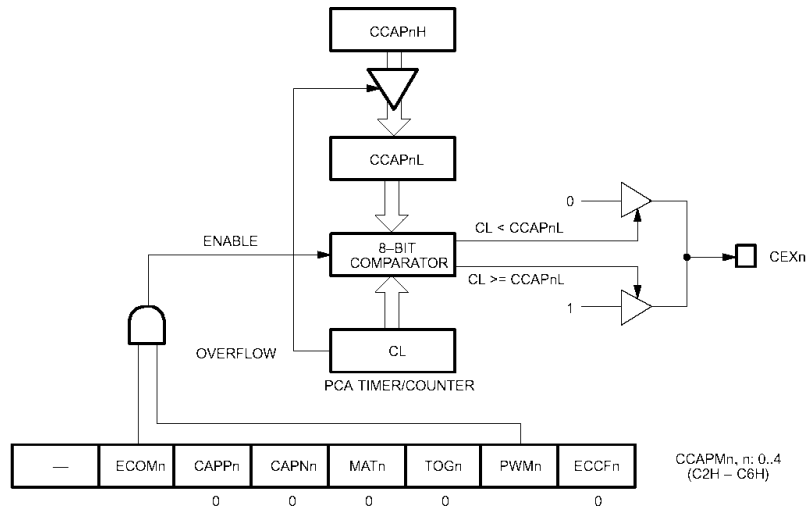 CCAPnH
CCAPnL
0
CL < CCAPnL
ENABLE
8–BIT
COMPARATOR
CEXn
CL >= CCAPnL
1
OVERFLOW
CL
PCA TIMER/COUNTER
— ECOMn CAPPn CAPNn MATn TOGn PWMn ECCFn
CCAPMn, n: 0..4
(C2H – C6H)
0 0 0 0 0